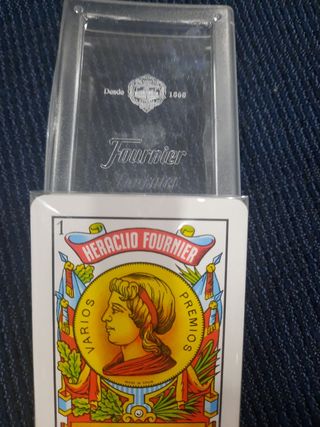 Desde 1868
Fournier
1
HERACLIO FOURNIER
VARIOS PREMIOS